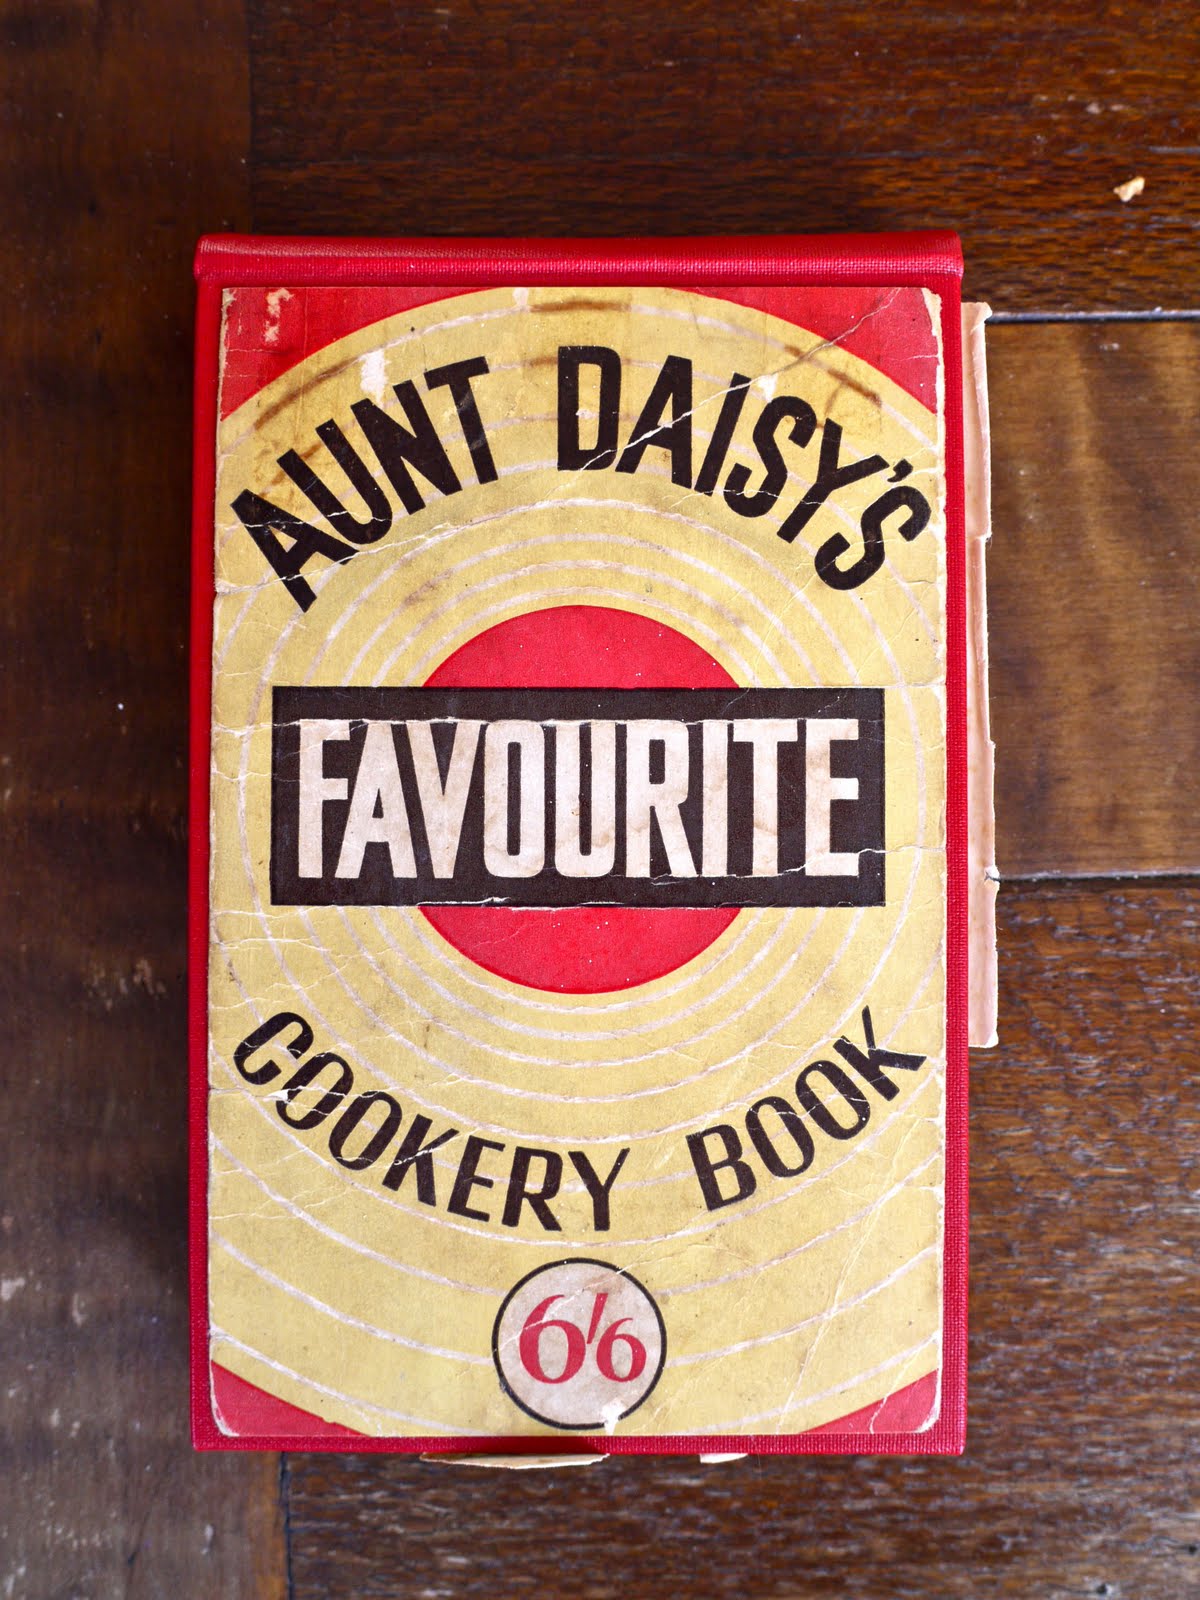 AUNT DAISY'S
FAVOURITE
COOKERY BOOK
6/6